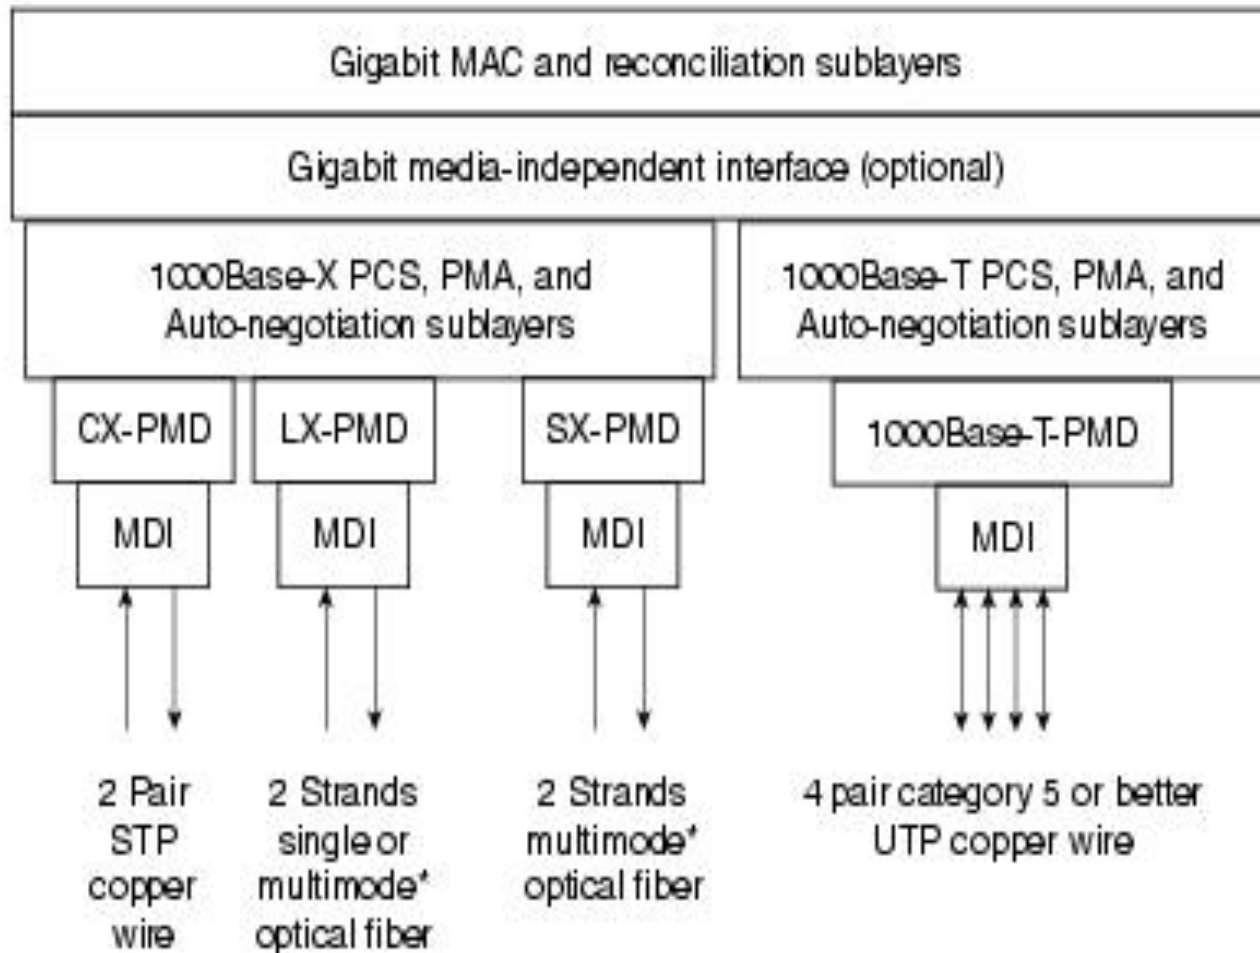 Gigabit MAC and reconciliation sublayers
Gigabit media-independent interface (optional)
1000Base-X PCS, PMA, and
Auto-negotiation sublayers
1000Base-T PCS, PMA, and
Auto-negotiation sublayers
CX-PMD
LX-PMD
SX-PMD
1000Base-T-PMD
MDI
MDI
MDI
MDI
2 Pair
STP
copper
wire
2 Strands
single or
multimode*
optical fiber
2 Strands
multimode*
optical fiber
4 pair category 5 or better
UTP copper wire